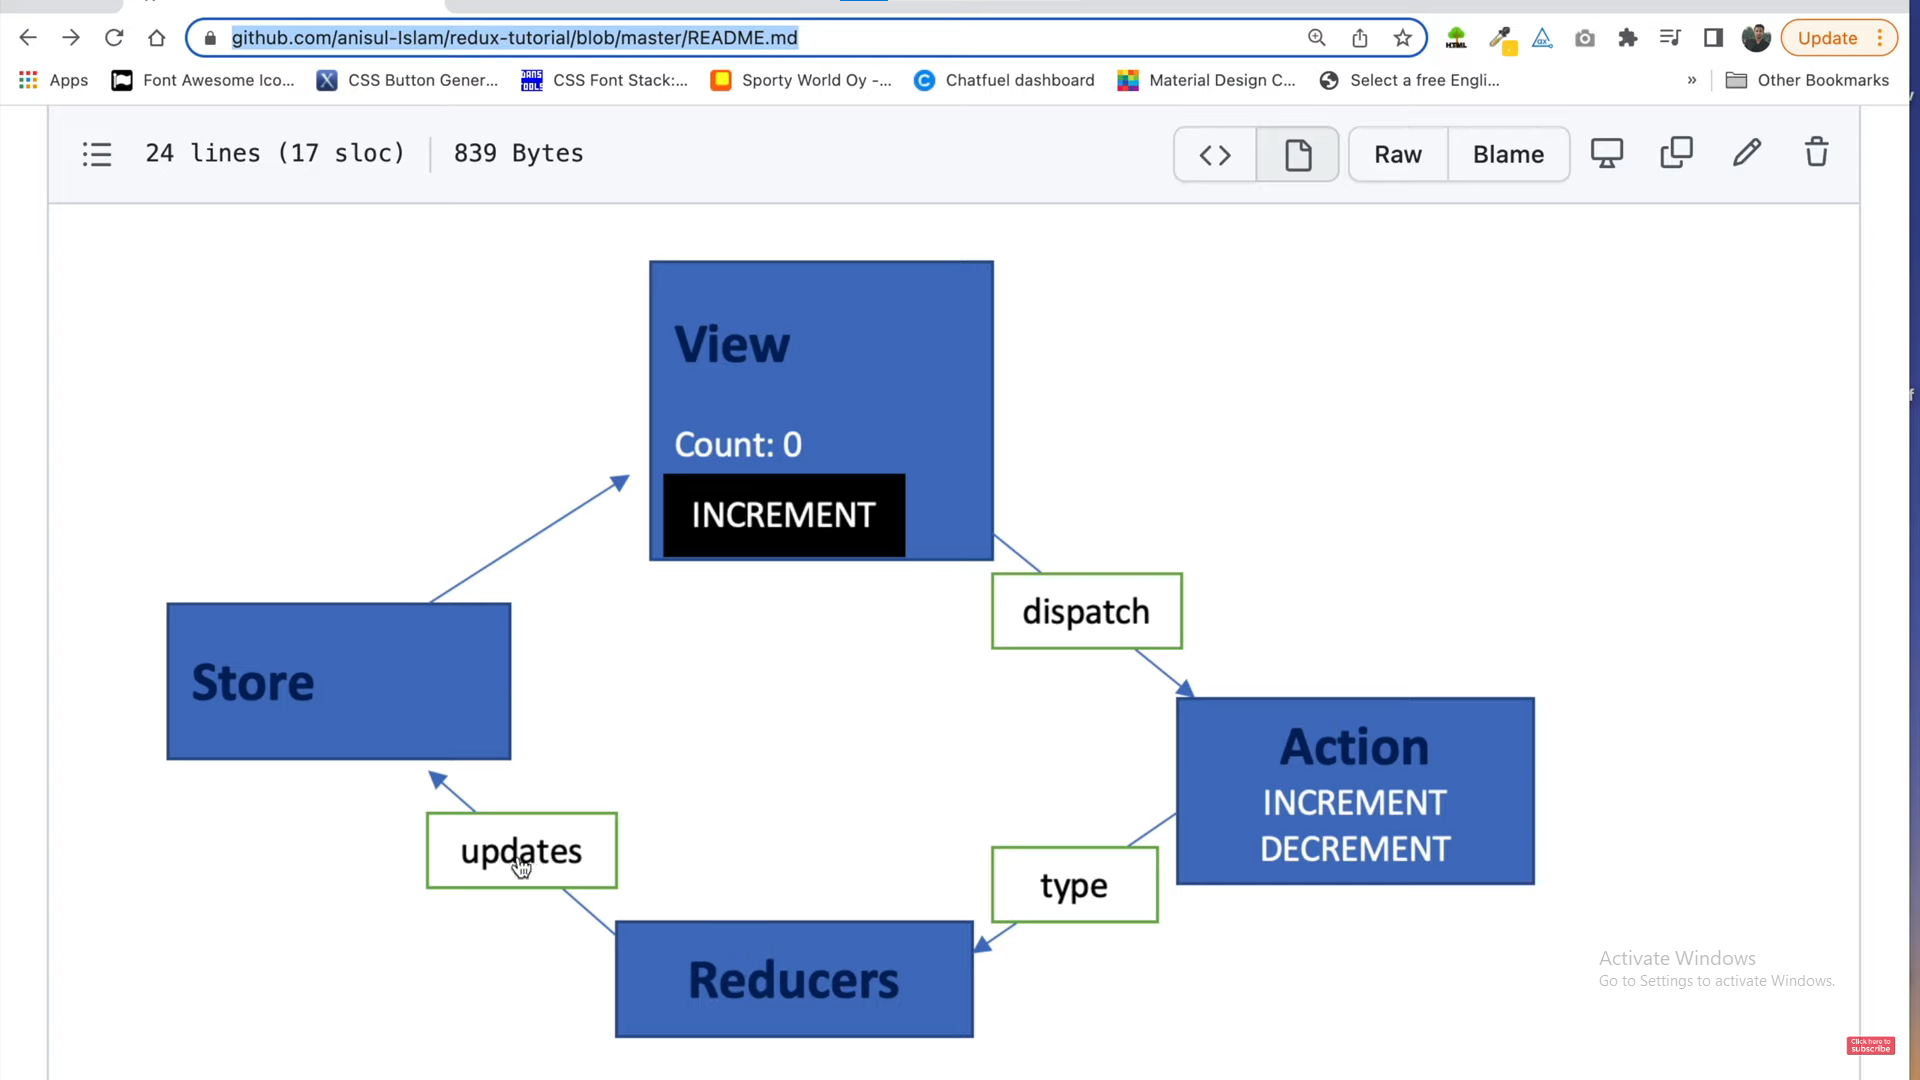 github.com/anisul-Islam/redux-tutorial/blob/master/README.md
Update
Apps
Font Awesome Ico...
CSS Button Gener...
CSS Font Stack:...
Sporty World Oy -...
Chatfuel dashboard
Material Design C...
Select a free Engli...
»
Other Bookmarks
24 lines (17 sloc)
839 Bytes
Raw
Blame
View
Count: 0
INCREMENT
dispatch
Store
Action
INCREMENT
DECREMENT
updates
type
Reducers
Activate Windows
Go to Settings to activate Windows.
Click here to
subscribe